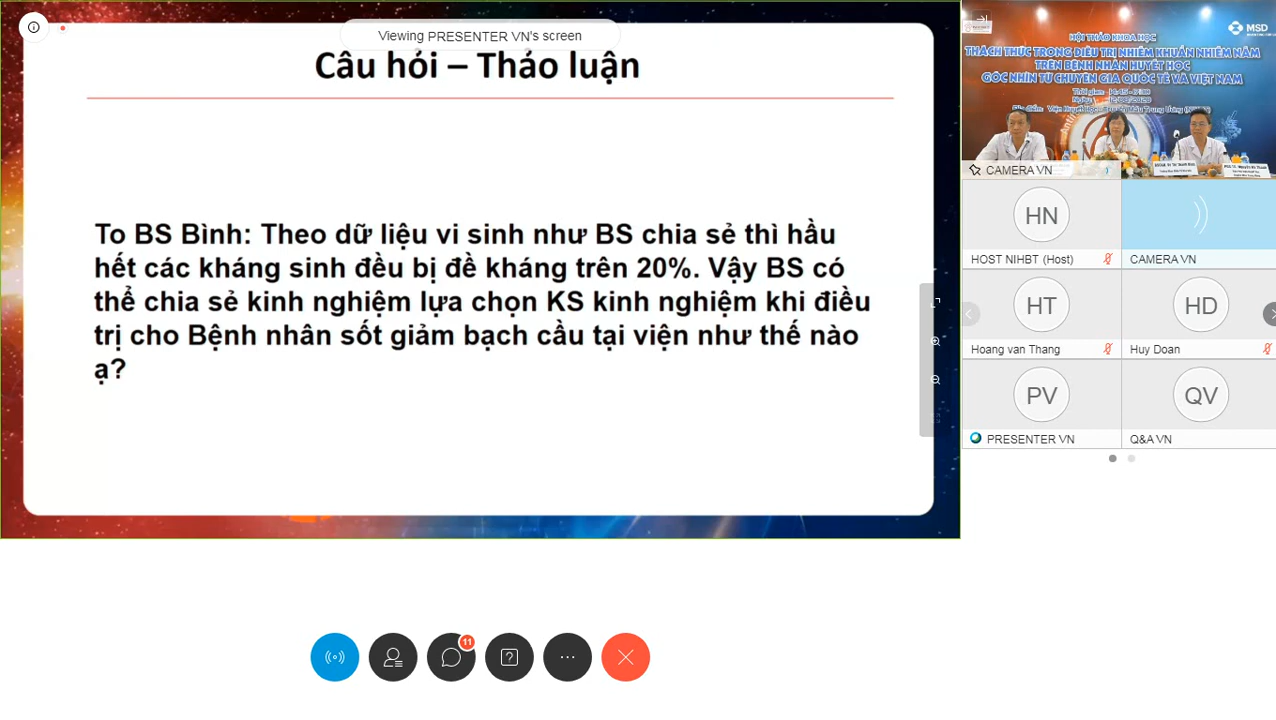 Viewing PRESENTER VN's screen
Câu hỏi – Thảo luận
To BS Bình: Theo dữ liệu vi sinh như BS chia sẻ thì hầu
hết các kháng sinh đều bị đề kháng trên 20%. Vậy BS có
thể chia sẻ kinh nghiệm lựa chọn KS kinh nghiệm khi điều
trị cho Bệnh nhân sốt giảm bạch cầu tại viện như thế nào
ạ?
MSD
HỘI THẢO KHOA HỌC
THÁCH THỨC TRONG ĐIỀU TRỊ NHIỄM KHUẨN NHIỄM NẤM
TRÊN BỆNH NHÂN HUYẾT HỌC
GÓC NHÌN TỪ CHUYÊN GIA QUỐC TẾ VÀ VIỆT NAM
CAMERA VN
HN
HOST NIHBT (Host)
CAMERA VN
HT
Hoang van Thang
HD
Huy Doan
PV
PRESENTER VN
QV
Q&A VN
11